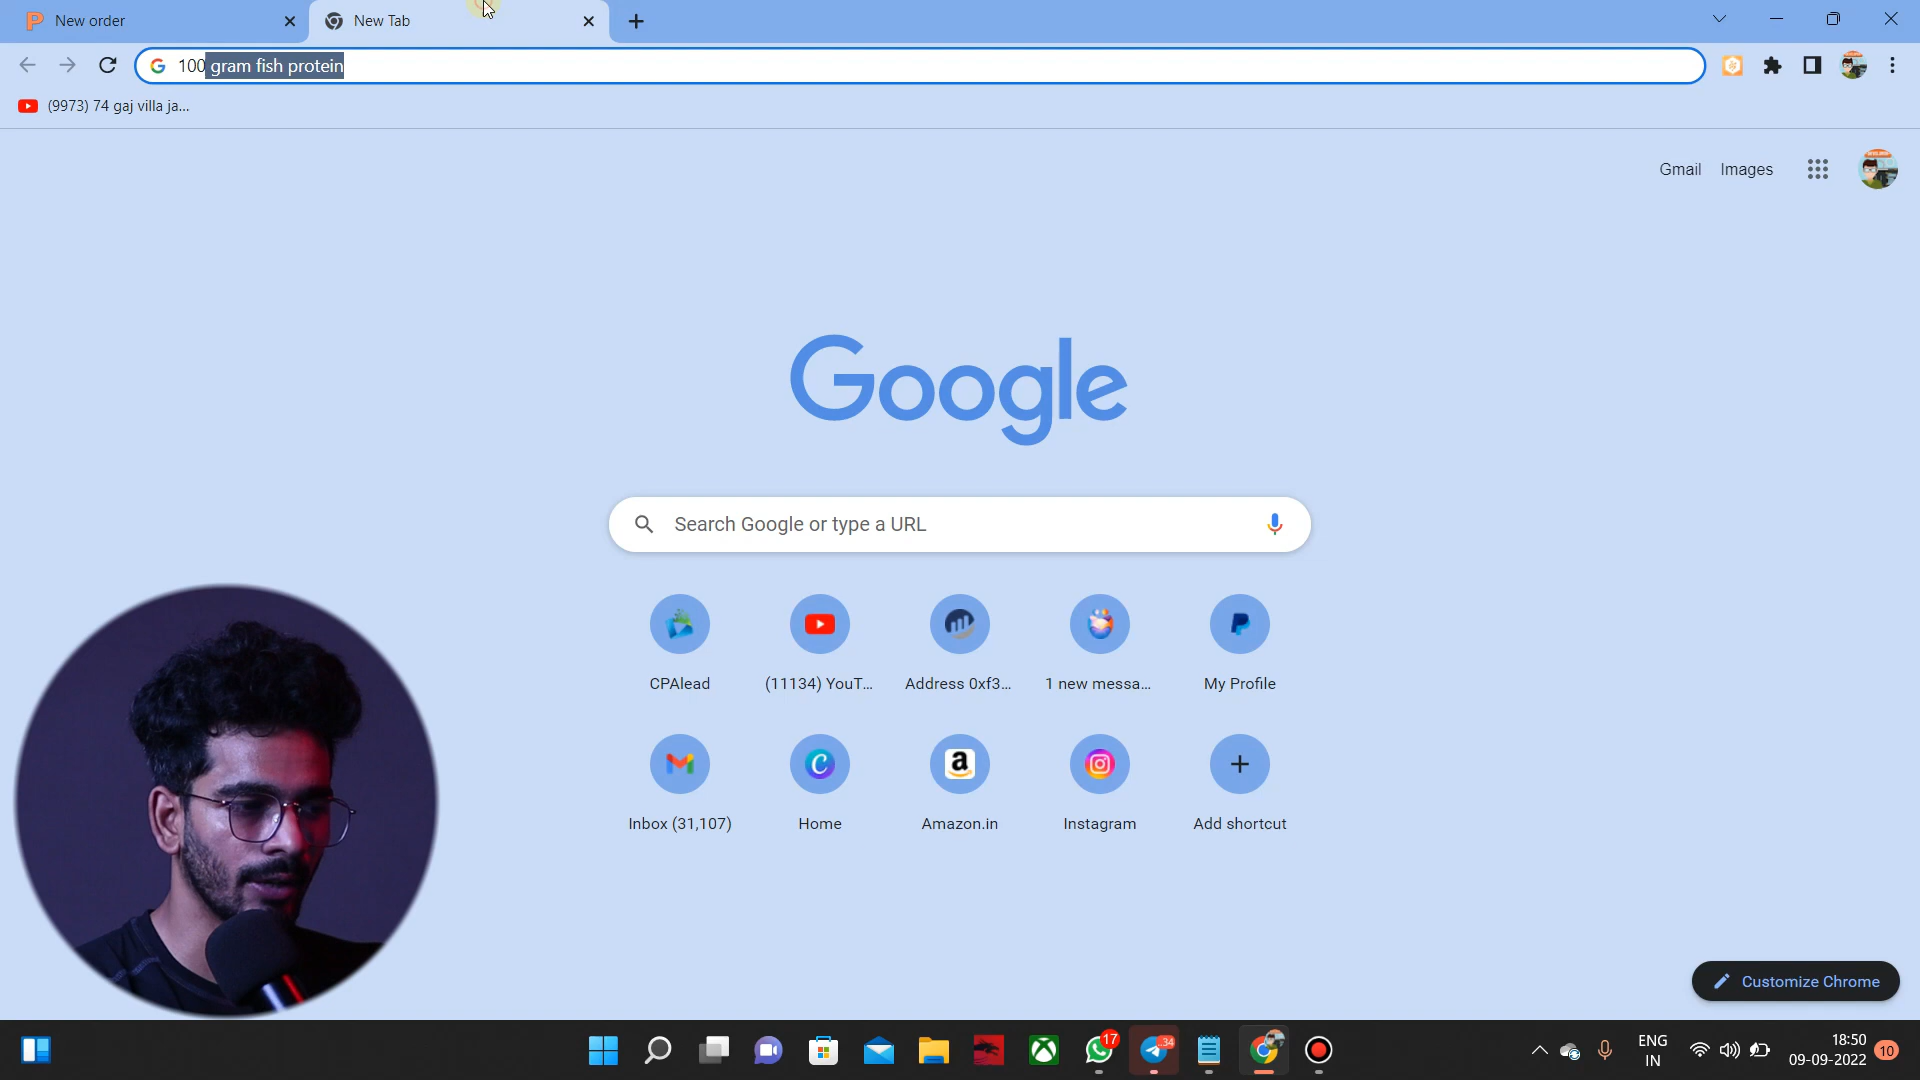 New order
New Tab
100 gram fish protein
(9973) 74 gaj villa ja...
Gmail Images
Google
Search Google or type a URL
CPAlead
(11134) YouT...
Address 0xf3...
1 new messa...
My Profile
Inbox (31,107)
Home
Amazon.in
Instagram
Add shortcut
Customize Chrome
17
34
ENG
IN
18:50
09-09-2022
10